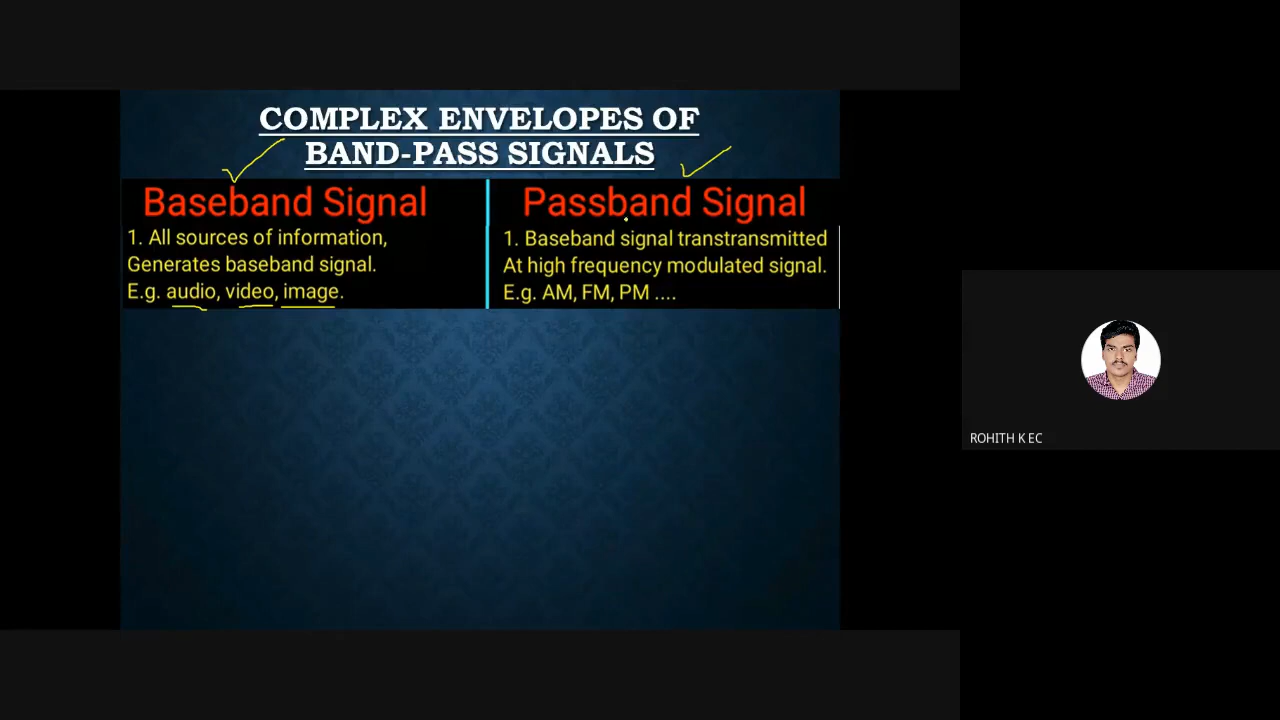 COMPLEX ENVELOPES OF
BAND-PASS SIGNALS
Baseband Signal
1. All sources of information,
Generates baseband signal.
E.g. audio, video, image.
Passband Signal
1. Baseband signal transtransmitted
At high frequency modulated signal.
E.g. AM, FM, PM ....
ROHITH K EC